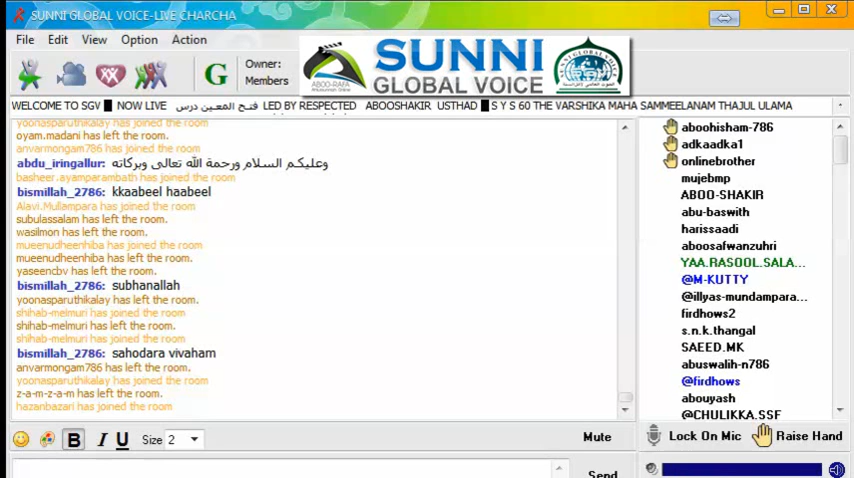 SUNNI GLOBAL VOICE-LIVE CHARCHA
File Edit View Option Action
G
Owner:
Members
ABOO-RAFA
SUNNI
GLOBAL VOICE
WELCOME TO SGV █ NOW LIVE فتح المعين درس LED BY RESPECTED ABOOSHAKIR USTHAD █ S Y S 60 THE VARSHIKA MAHA SAMMEELANAM THAJUL ULAMA
yoonasparuthikalay has joined the room
oyam.madani has left the room.
anvarmongam786 has joined the room
abdu_iringallur: وعليكم السلام ورحمة الله تعالى وبركاته
basheer.ayamparambath has joined the room
bismillah_2786: kkaabeel haabeel
Alavi.Mullampara has joined the room
subulassalam has left the room.
wasilmon has left the room.
mueenudheenhiba has joined the room
mueenudheenhiba has left the room.
yaseencbv has left the room.
bismillah_2786: subhanallah
yoonasparuthikalay has left the room.
shihab-melmuri has joined the room
shihab-melmuri has left the room.
shihab-melmuri has joined the room
bismillah_2786: sahodara vivaham
anvarmongam786 has left the room.
yoonasparuthikalay has joined the room
z-a-m-z-a-m has left the room.
hazanbazari has joined the room
aboohisham-786
adkaadka1
onlinebrother
mujebmp
ABOO-SHAKIR
abu-baswith
harissaadi
aboosafwanzuhri
YAA.RASOOL.SALA...
@M-KUTTY
@illyas-mundampara...
firdhows2
s.n.k.thangal
SAEED.MK
abuswalih-n786
@firdhows
abouyash
@CHULIKKA.SSF
B I U Size 2
Mute
Lock On Mic Raise Hand
Send